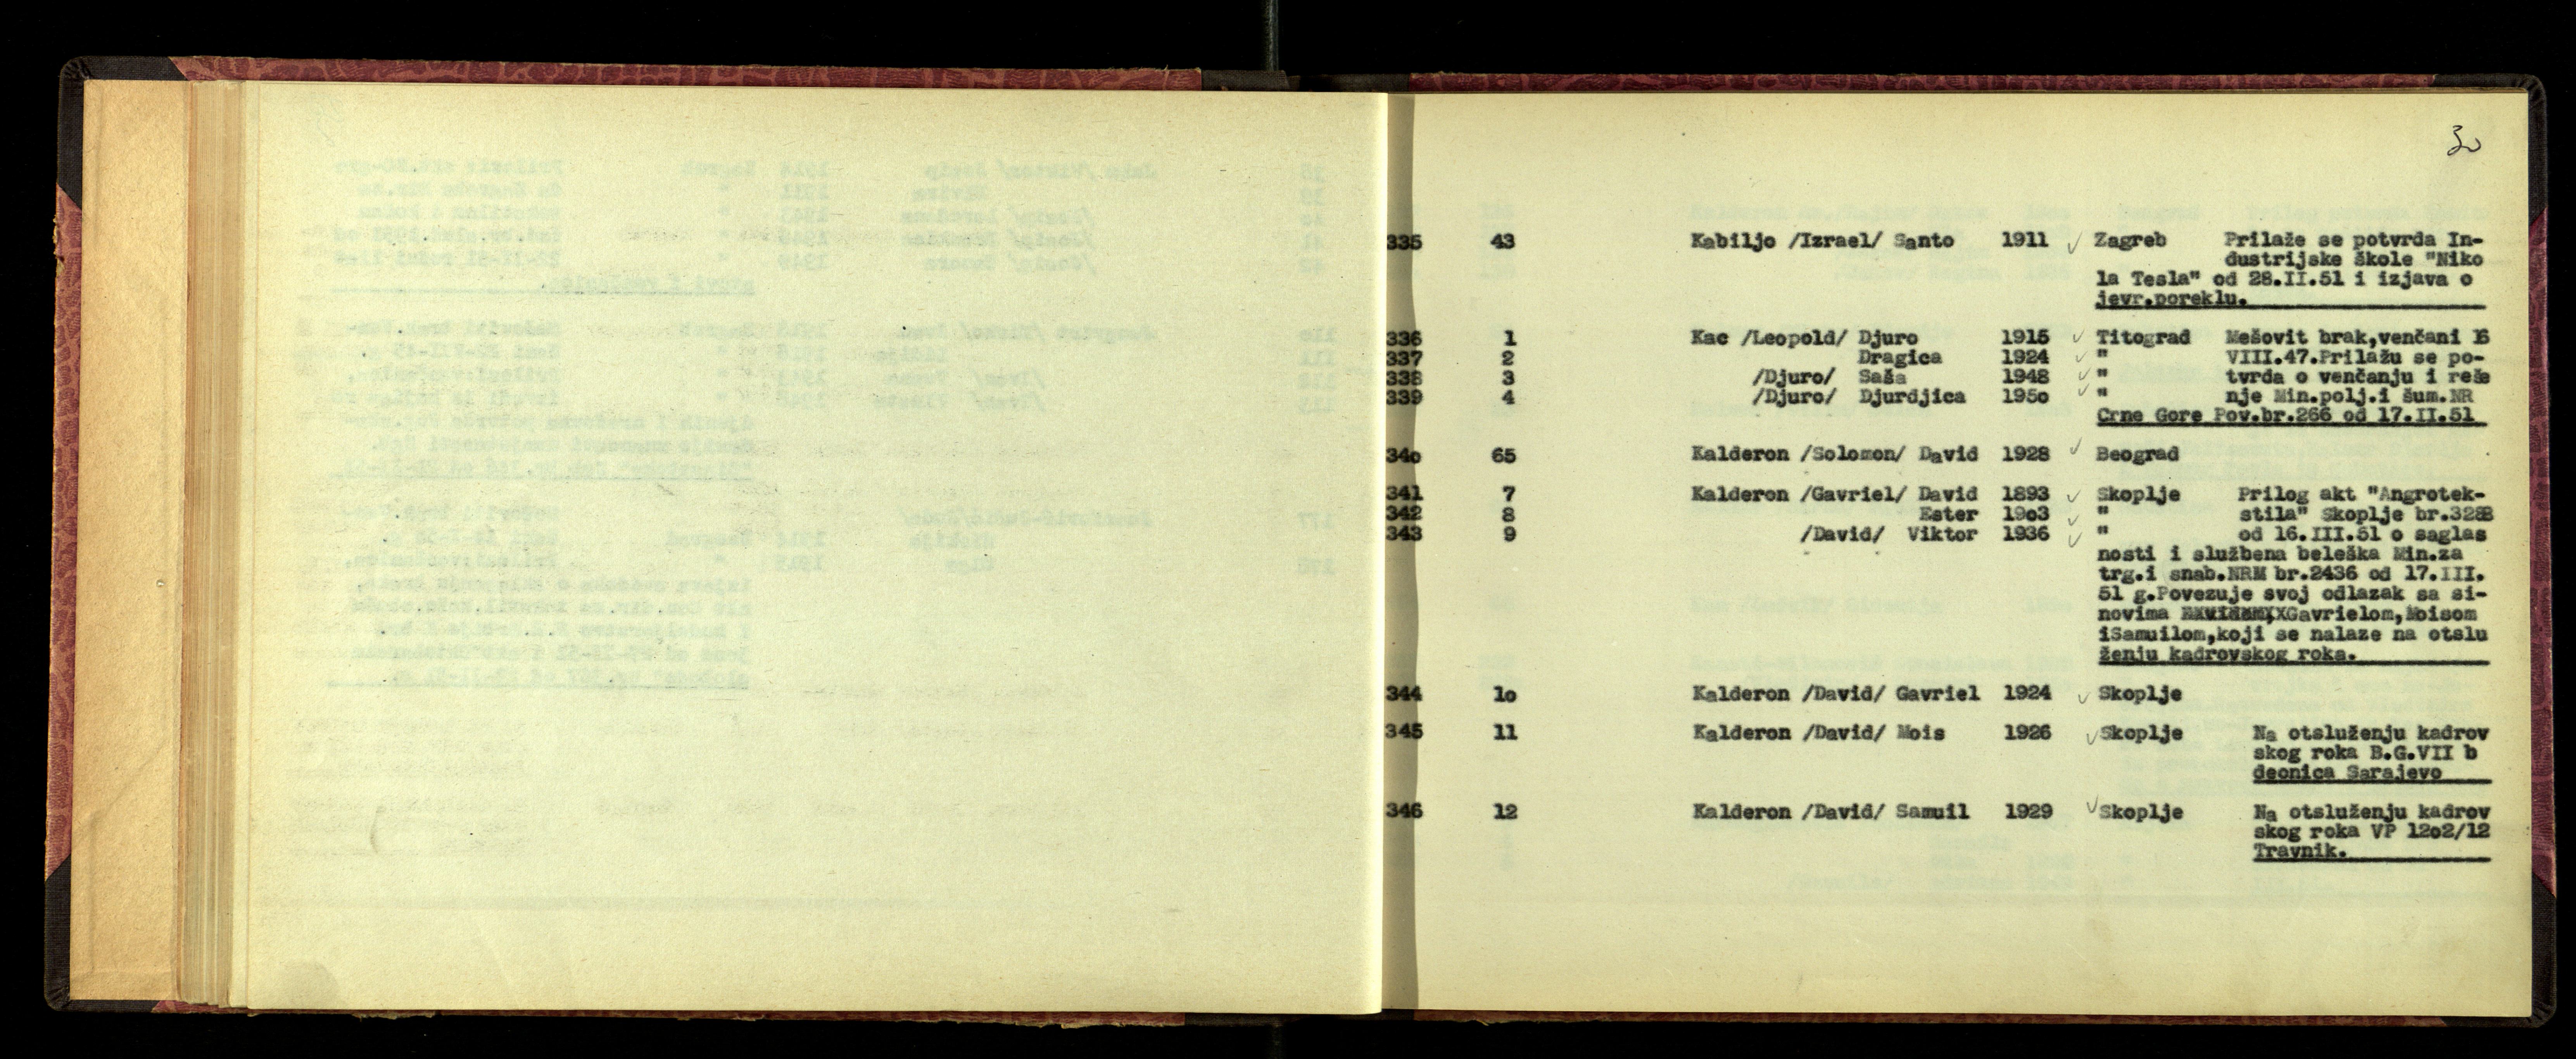 30
335 43 Kabiljo /Izrael/ Santo 1911 ✓ Zagreb Prilaže se potvrda In-
dustrijske škole "Niko
la Tesla" od 28.II.51 i izjava o
jevr.poreklu.
336 1 Kac /Leopold/ Djuro 1915 ✓ Titograd Mešovit brak,venčani 16
337 2 Dragica 1924 ✓ " VIII.47.Prilažu se po-
338 3 /Djuro/ Saša 1948 ✓ " tvrda o venčanju i reše
339 4 /Djuro/ Djurdjica 195o ✓ " nje Min.polj.i šum.NR
Crne Gore Pov.br.266 od 17.II.51
34o 65 Kalderon /Solomon/ David 1928 ✓ Beograd
341 7 Kalderon /Gavriel/ David 1893 ✓ Skoplje Prilog akt "Angrotek-
342 8 Ester 19o3 ✓ " stila" Skoplje br.
343 9 /David/ Viktor 1936 ✓ " od 16.III.51 o saglas
nosti i službena beleška Min.za
trg.i snab.NRM br.2436 od 17.III.
51 g.Povezuje svoj odlazak sa si-
novima Gavrielom,Moisom
iSamuilom,koji se nalaze na otslu
ženju kadrovskog roka.
344 1o Kalderon /David/ Gavriel 1924 ✓ Skoplje
345 11 Kalderon /David/ Mois 1926 ✓ Skoplje Na otsluženju kadrov
skog roka B.G.VII b
deonica Sarajevo
346 12 Kalderon /David/ Samuil 1929 ✓ Skoplje Na otsluženju kadrov
skog roka VP 12o2/12
Travnik.